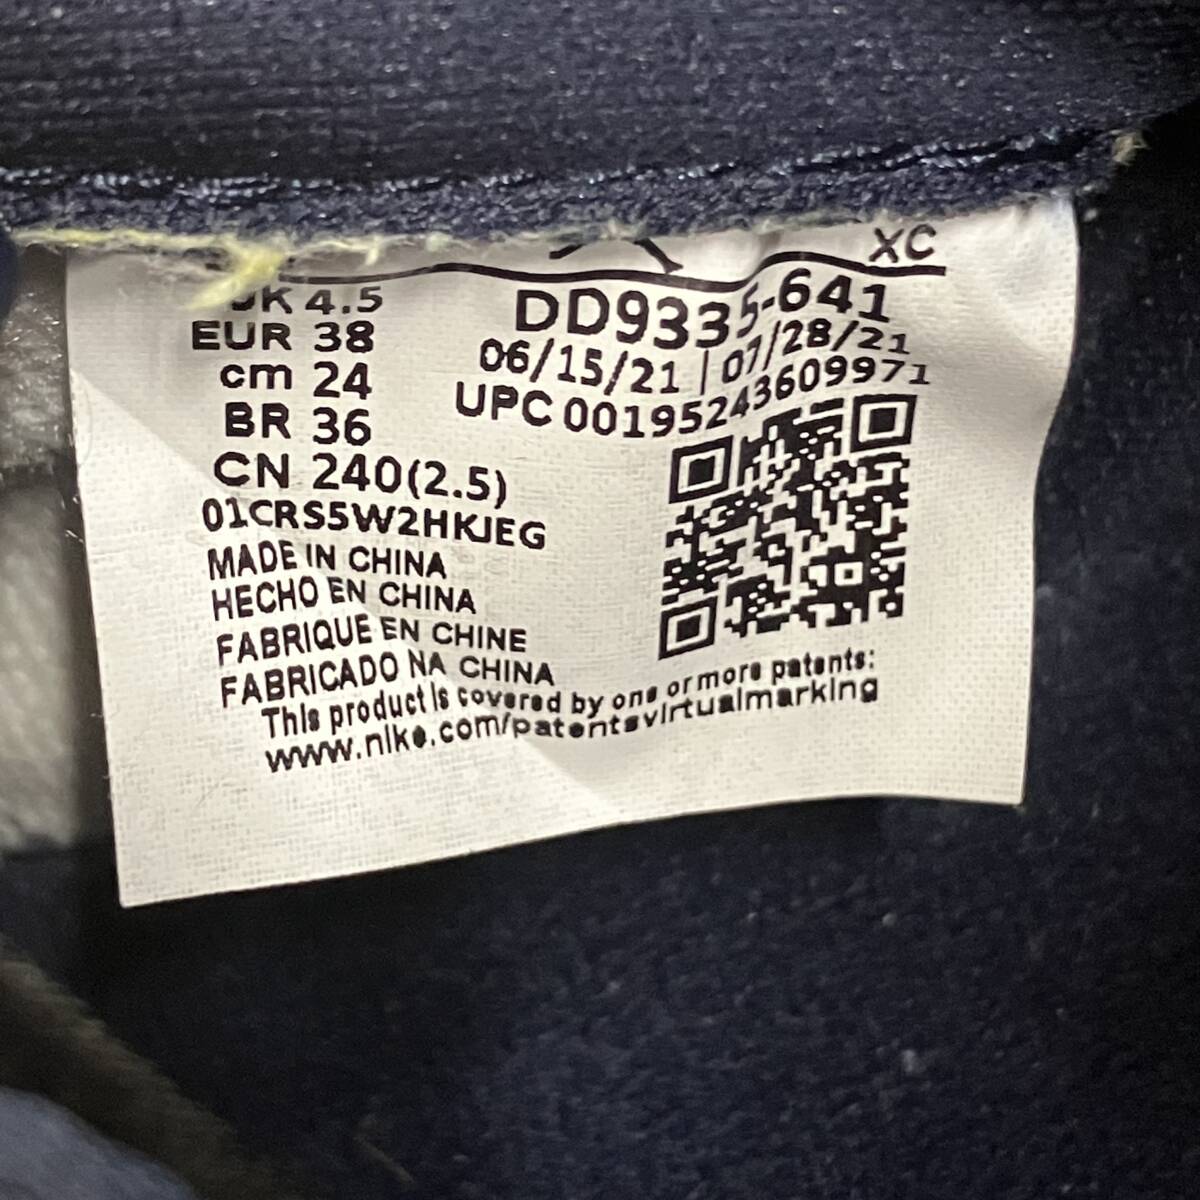 XC
UK 4.5
EUR 38
cm 24
BR 36
CN 240(2.5)
01CRS5W2HKJEG
DD9335-641
06/15/21 | 07/28/21
UPC 00195243609971
MADE IN CHINA
HECHO EN CHINA
FABRIQUE EN CHINE
FABRICADO NA CHINA
This product is covered by one or more patents:
www.nike.com/patentsvirtualmarking